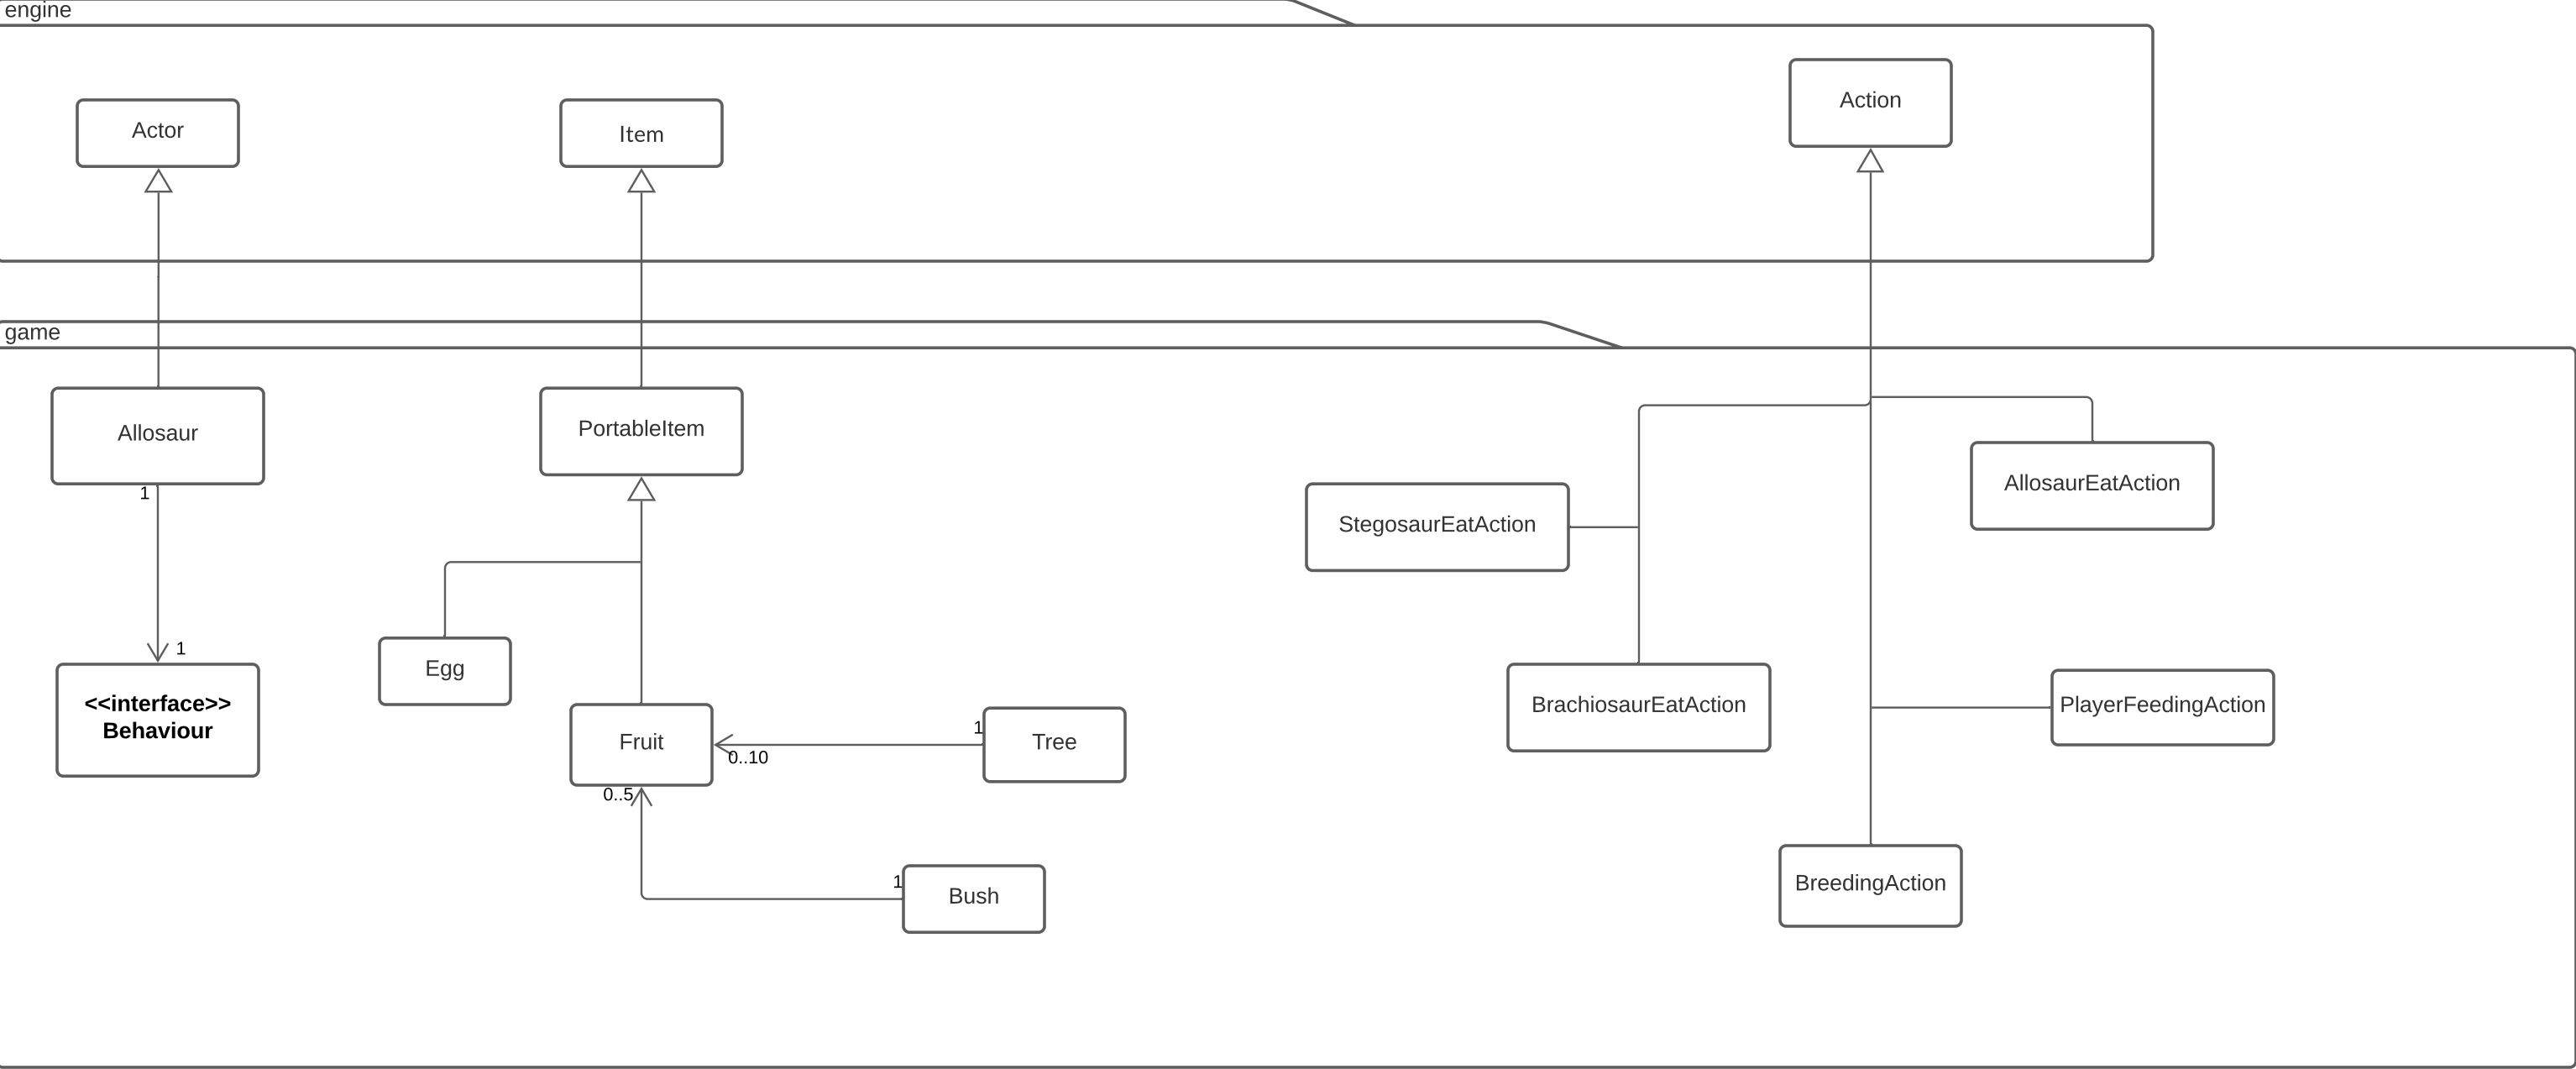 engine
Actor
Item
Action
game
Allosaur
PortableItem
AllosaurEatAction
StegosaurEatAction
1
1
<<interface>>
Behaviour
Egg
Fruit
0..10
1
Tree
BrachiosaurEatAction
PlayerFeedingAction
0..5
1
Bush
BreedingAction